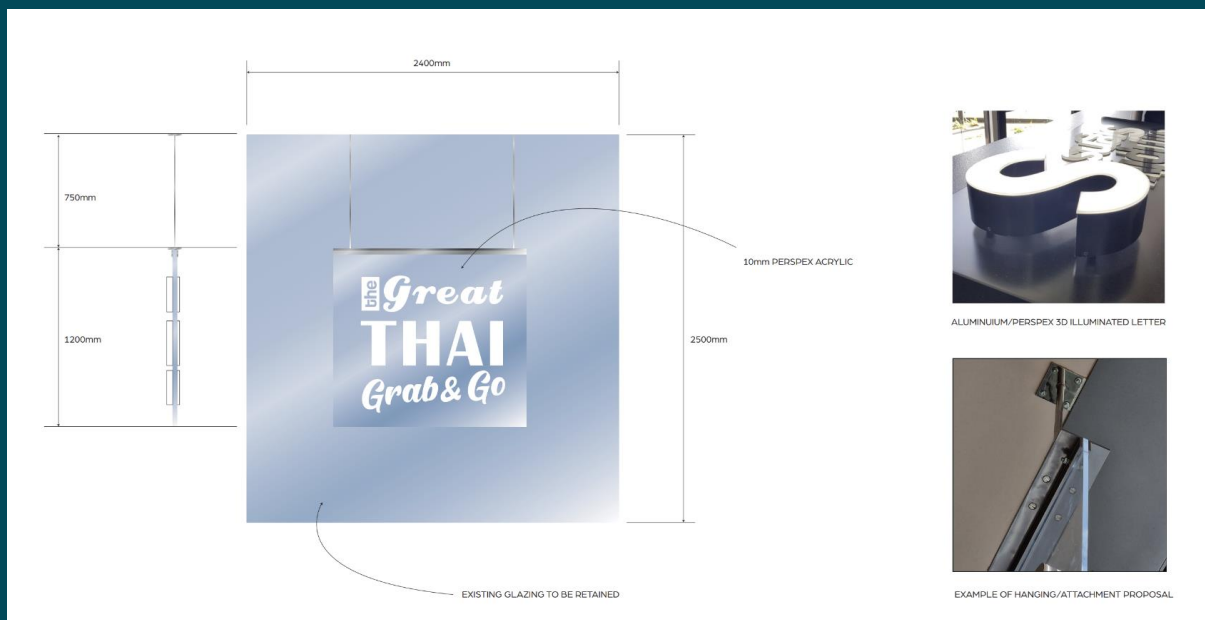 2400mm
750mm
1200mm
2500mm
the Great
THAI
Grab & Go
10mm PERSPEX ACRYLIC
EXISTING GLAZING TO BE RETAINED
ALUMINUIUM/PERSPEX 3D ILLUMINATED LETTER
EXAMPLE OF HANGING/ATTACHMENT PROPOSAL